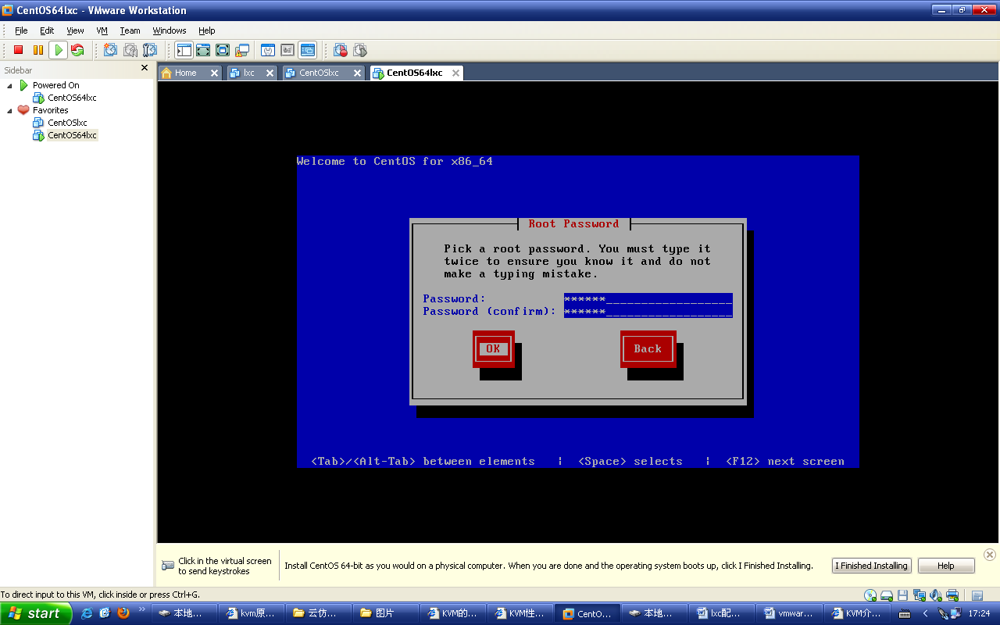 CentOS64lxc - VMware Workstation
File Edit View VM Team Windows Help
Sidebar
Home lxc CentOSlxc CentOS64lxc
Powered On
CentOS64lxc
Favorites
CentOSlxc
CentOS64lxc
Welcome to CentOS for x86_64
Root Password
Pick a root password. You must type it
twice to ensure you know it and do not
make a typing mistake.
Password: ******__________________
Password (confirm): ******__________________
OK Back
<Tab>/<Alt-Tab> between elements | <Space> selects | <F12> next screen
Click in the virtual screen
to send keystrokes
Install CentOS 64-bit as you would on a physical computer. When you are done and the operating system boots up, click I Finished Installing.
I Finished Installing Help
To direct input to this VM, click inside or press Ctrl+G.
start 本地... kvm原... 云仿... 图片 KVM的... KVM性... CentO... 本地... lxc配... vmwar... KVM介... 17:24